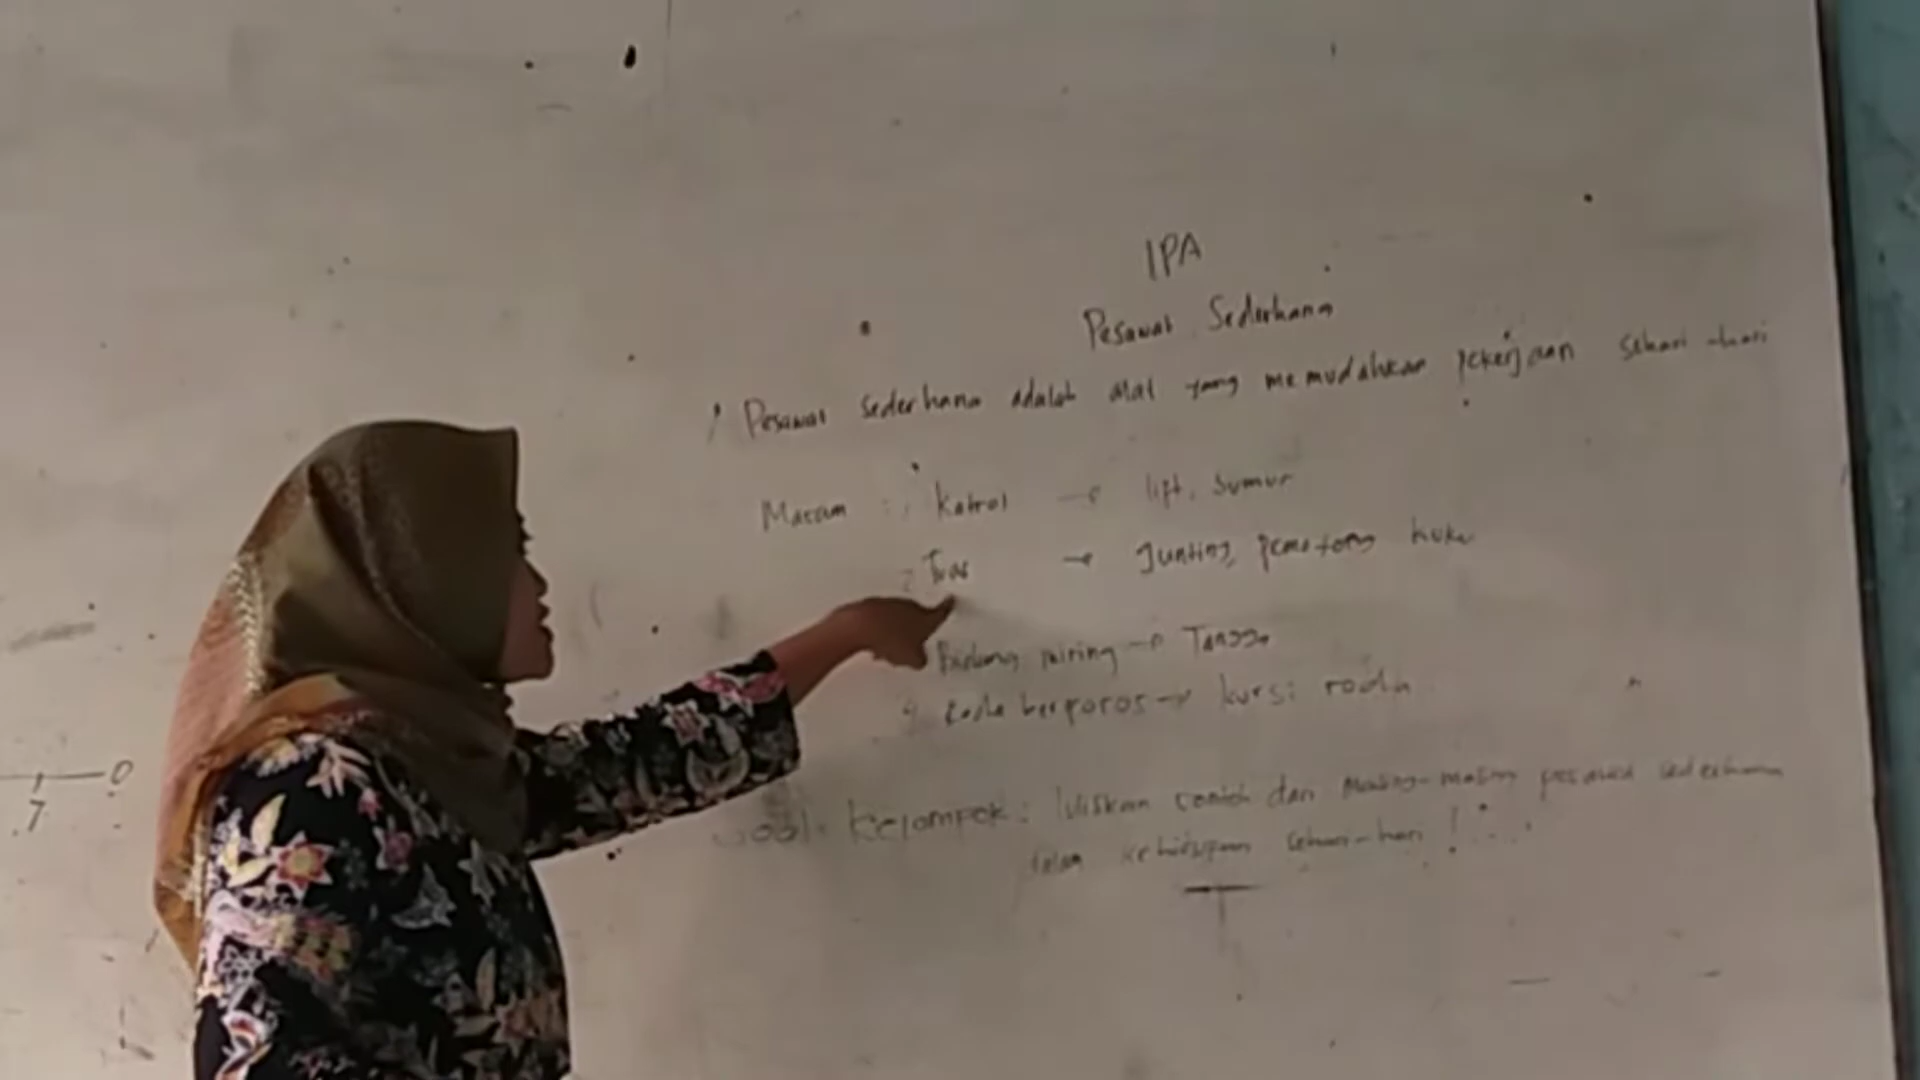 IPA
Pesawat Sederhana
Pesawat sederhana adalah alat yang memudahkan pekerjaan sehari-hari
Macam : Katrol → lift, sumur
2. Tuas → Gunting, pemotong kuku
Bidang miring → Tangga
4. Roda berporos → kursi roda
Soal Kelompok : Tuliskan contoh dari masing-masing pesawat sederhana
dalam kehidupan sehari-hari !
0
7